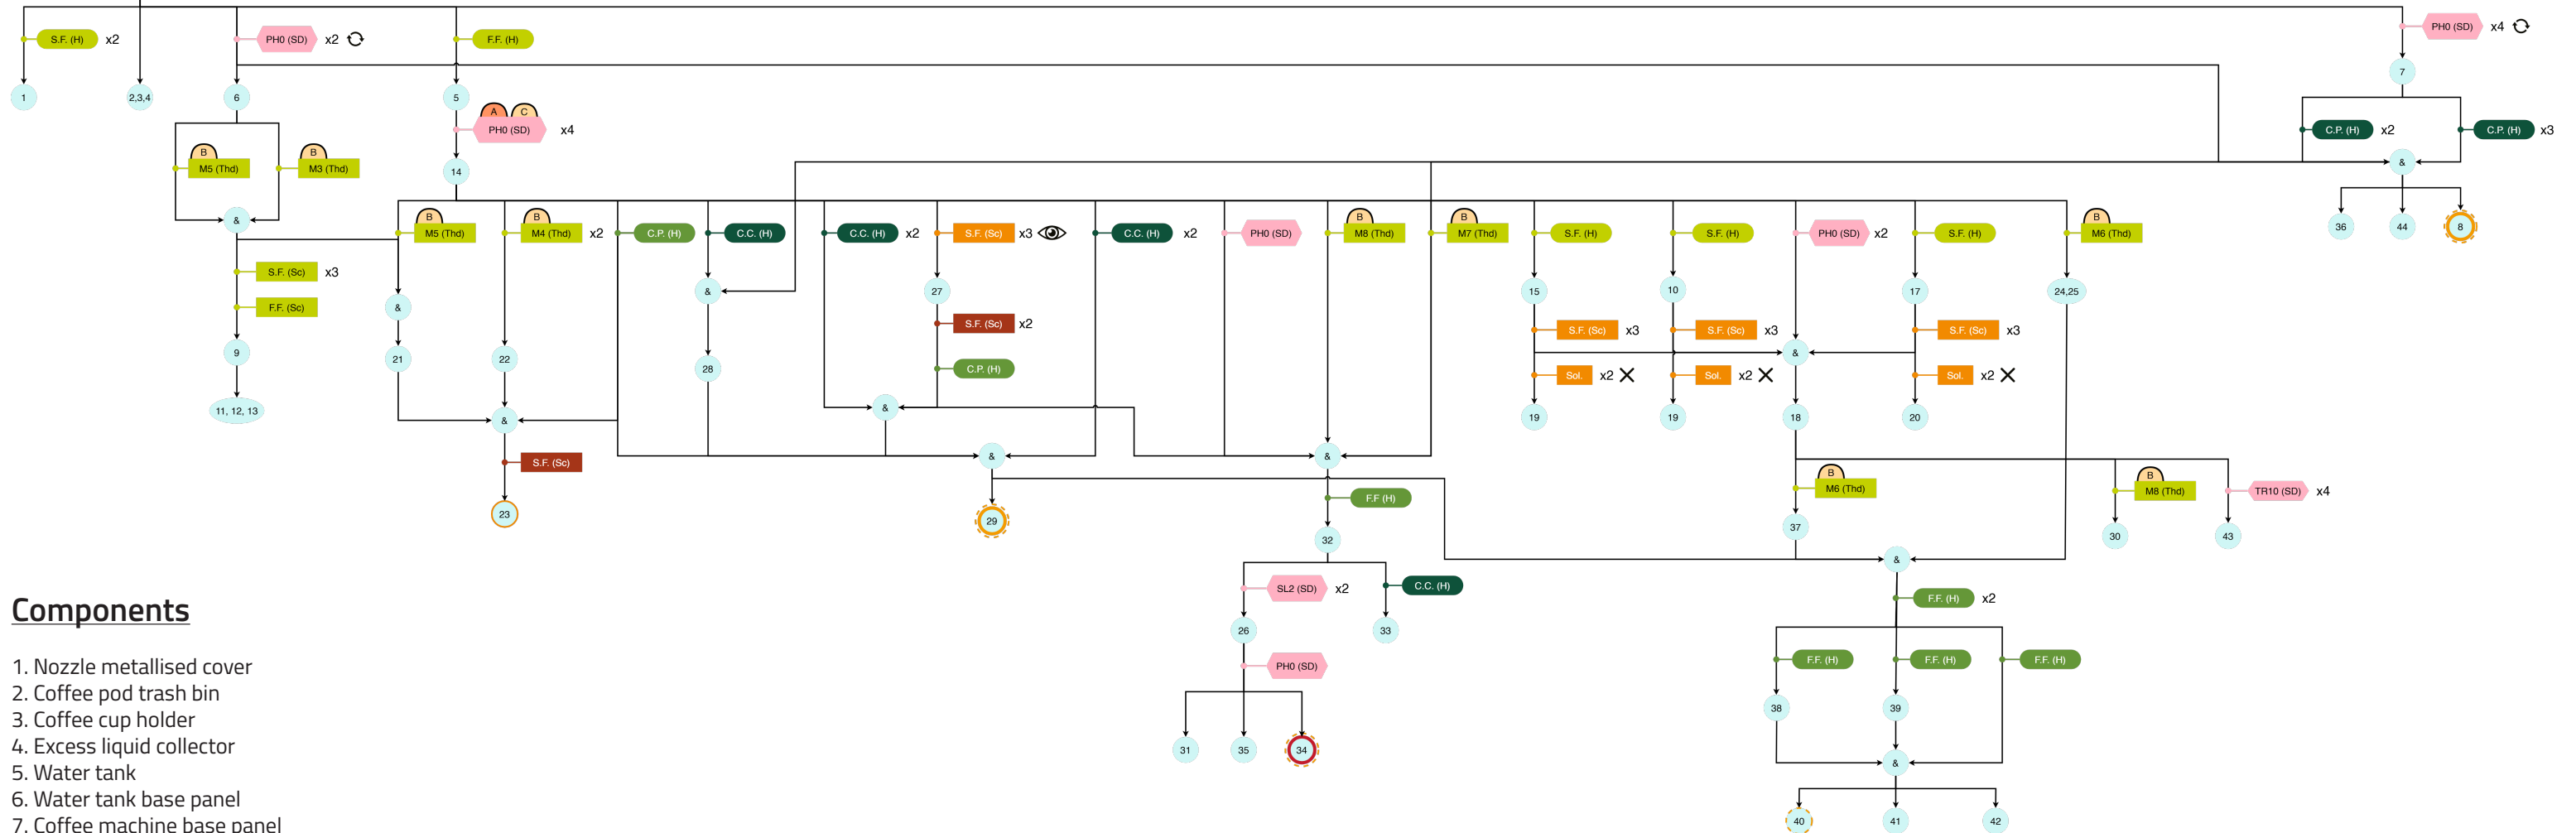 S.F. (H) x2
PH0 (SD) x2
F.F. (H)
PH0 (SD) x4
7
1
2,3,4
6
5
A C
PH0 (SD) x4
C.P. (H) x2
C.P. (H) x3
B
M5 (Thd)
B
M3 (Thd)
14
&
&
36
44
8
B
M5 (Thd)
B
M4 (Thd) x2
C.P. (H)
C.C. (H)
C.C. (H) x2
S.F. (Sc) x3
C.C. (H) x2
PH0 (SD)
B
M8 (Thd)
B
M7 (Thd)
S.F. (H)
S.F. (H)
PH0 (SD) x2
S.F. (H)
B
M6 (Thd)
S.F. (Sc) x3
F.F. (Sc)
&
&
27
15
10
17
24,25
S.F. (Sc) x2
S.F. (Sc) x3
S.F. (Sc) x3
S.F. (Sc) x3
9
21
22
28
C.P. (H)
&
Sol. x2
Sol. x2
Sol. x2
11, 12, 13
&
&
19
19
18
20
S.F. (Sc)
&
&
23
29
F.F (H)
B
M6 (Thd)
B
M8 (Thd)
TR10 (SD) x4
32
37
30
43
&
SL2 (SD) x2
C.C. (H)
F.F. (H) x2
26
33
PH0 (SD)
F.F. (H)
F.F. (H)
F.F. (H)
38
39
31
35
34
&
40
41
42
Components
1. Nozzle metallised cover
2. Coffee pod trash bin
3. Coffee cup holder
4. Excess liquid collector
5. Water tank
6. Water tank base panel
7. Coffee machine base panel